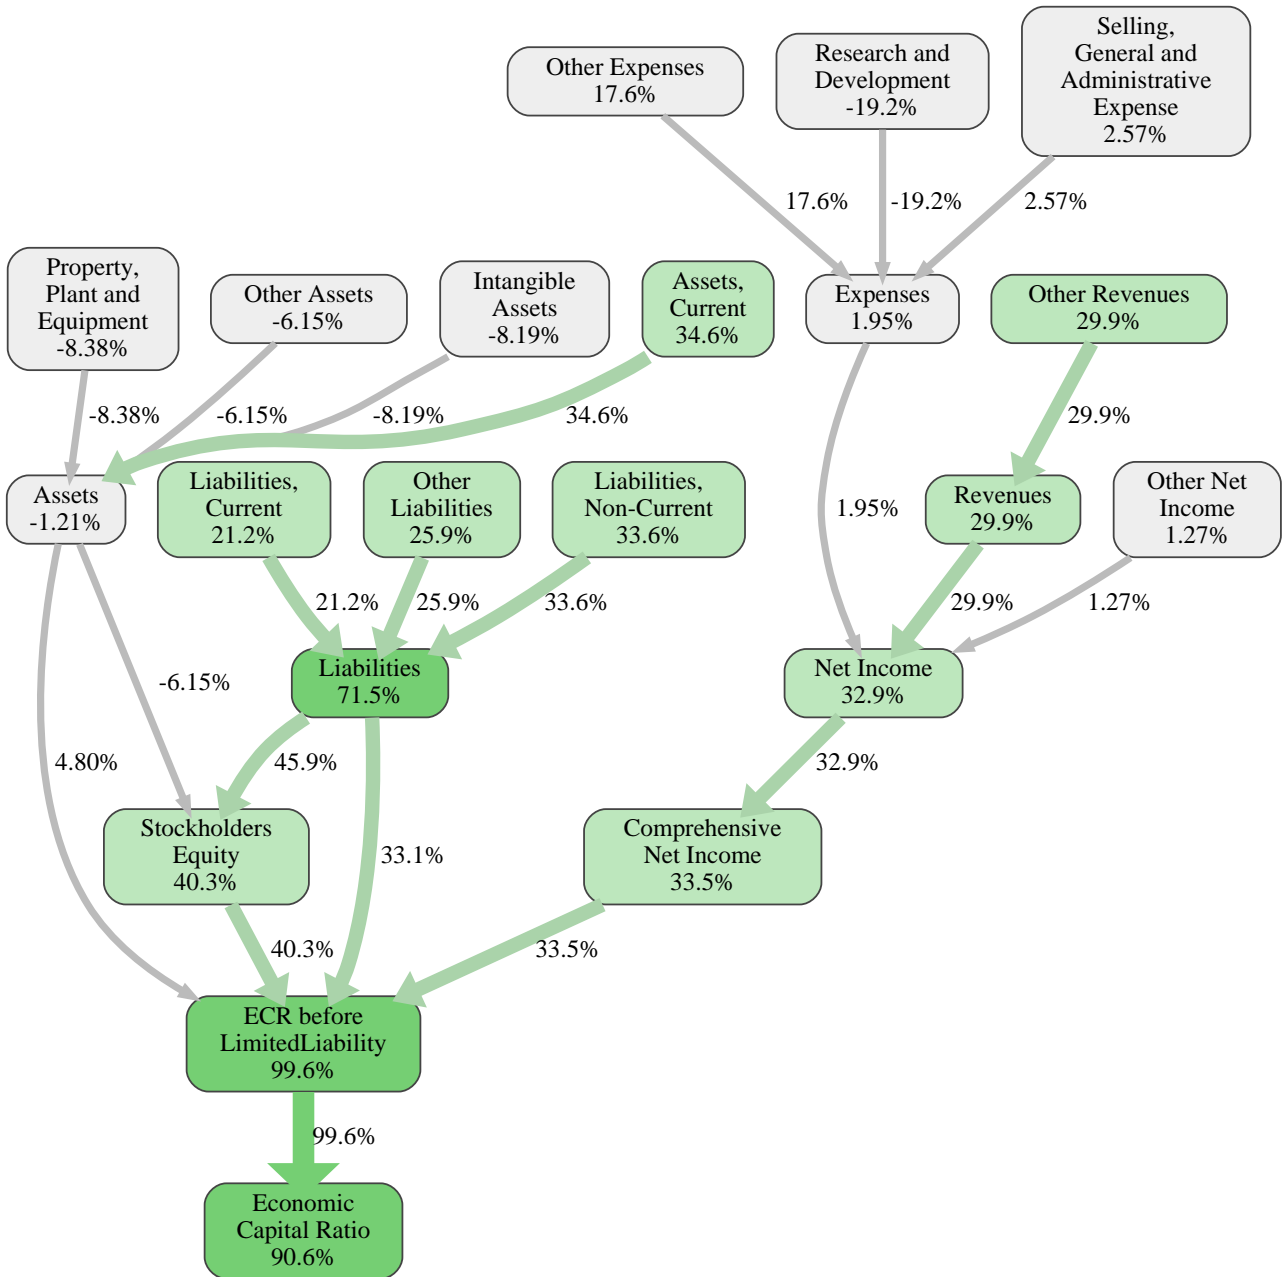 Selling,
General and
Administrative
Expense
2.57%
Research and
Development
-19.2%
Other Expenses
17.6%
17.6%
-19.2%
2.57%
Property,
Plant and
Equipment
-8.38%
Other Assets
-6.15%
Intangible
Assets
-8.19%
Assets,
Current
34.6%
Expenses
1.95%
Other Revenues
29.9%
-8.38%
-6.15%
-8.19%
34.6%
29.9%
Assets
-1.21%
Liabilities,
Current
21.2%
Other
Liabilities
25.9%
Liabilities,
Non-Current
33.6%
1.95%
Revenues
29.9%
Other Net
Income
1.27%
21.2%
25.9%
33.6%
29.9%
1.27%
-6.15%
Liabilities
71.5%
Net Income
32.9%
4.80%
45.9%
32.9%
Stockholders
Equity
40.3%
33.1%
Comprehensive
Net Income
33.5%
40.3%
33.5%
ECR before
LimitedLiability
99.6%
99.6%
Economic
Capital Ratio
90.6%